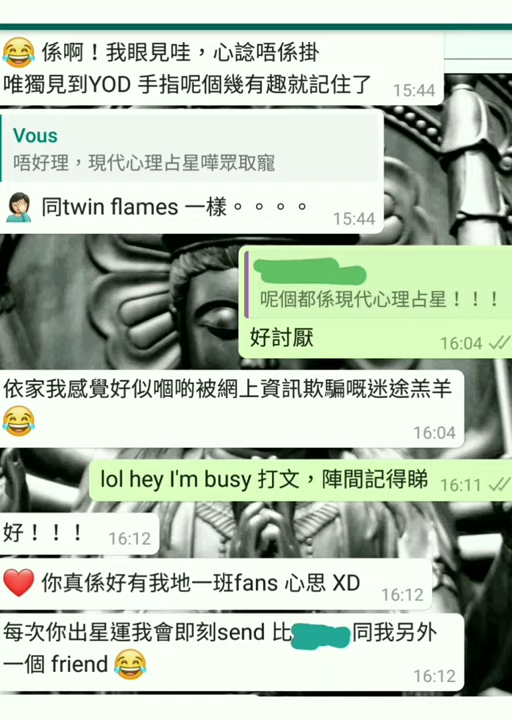 😂 係啊！我眼見哇，心諗唔係掛
唯獨見到YOD 手指呢個幾有趣就記住了 15:44
Vous
唔好理，現代心理占星嘩眾取寵
🤦🏻‍♀️ 同twin flames 一樣。。。。 15:44
呢個都係現代心理占星！！！
好討厭 16:04
依家我感覺好似嗰啲被網上資訊欺騙嘅迷途羔羊
😂 16:04
lol hey I'm busy 打文，陣間記得睇 16:11
好！！！ 16:12
❤️ 你真係好有我地一班fans 心思 XD 16:12
每次你出星運我會即刻send 比 同我另外
一個 friend 😂 16:12